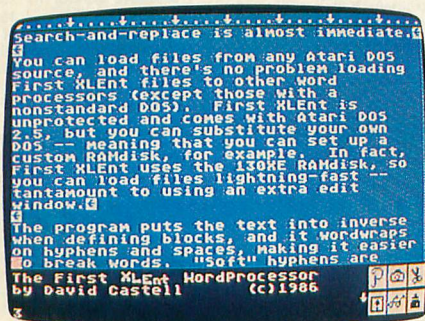 Search-and-replace is almost immediate.
You can load files from any Atari DOS
source, and there's no problem loading
First XLEnt files to other word
processors (except those with a
nonstandard DOS). First XLEnt is
unprotected and comes with Atari DOS
2.5, but you can substitute your own
DOS -- meaning that you can set up a
custom RAMdisk, for example. In fact,
First XLEnt uses the 130XE RAMdisk, so
you can load files lightning-fast --
tantamount to using an extra edit
window.
The program puts the text into inverse
when defining blocks, and it wordwraps
on hyphens and spaces, making it easier
to break words. "Soft" hyphens are
The First XLEnt WordProcessor
by David Castell (c)1986
3